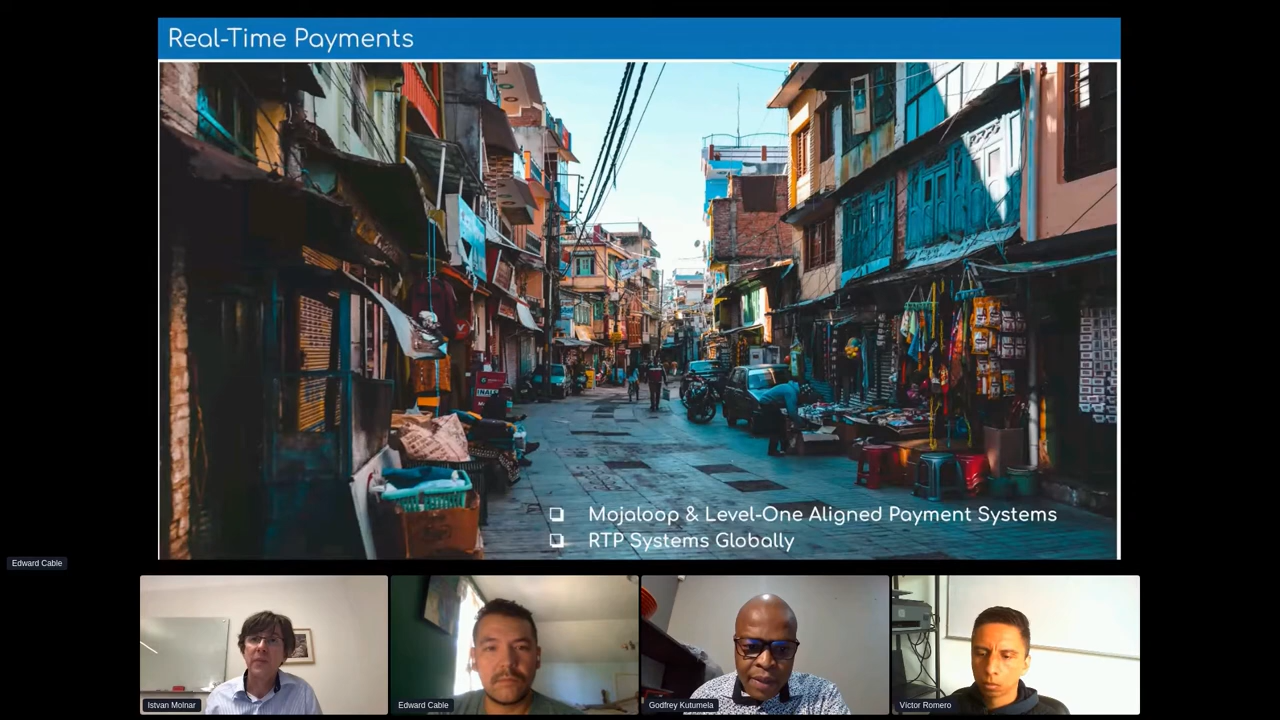 Real-Time Payments
❑ Mojaloop & Level-One Aligned Payment Systems
❑ RTP Systems Globally
Edward Cable
Istvan Molnar
Edward Cable
Godfrey Kutumela
Víctor Romero